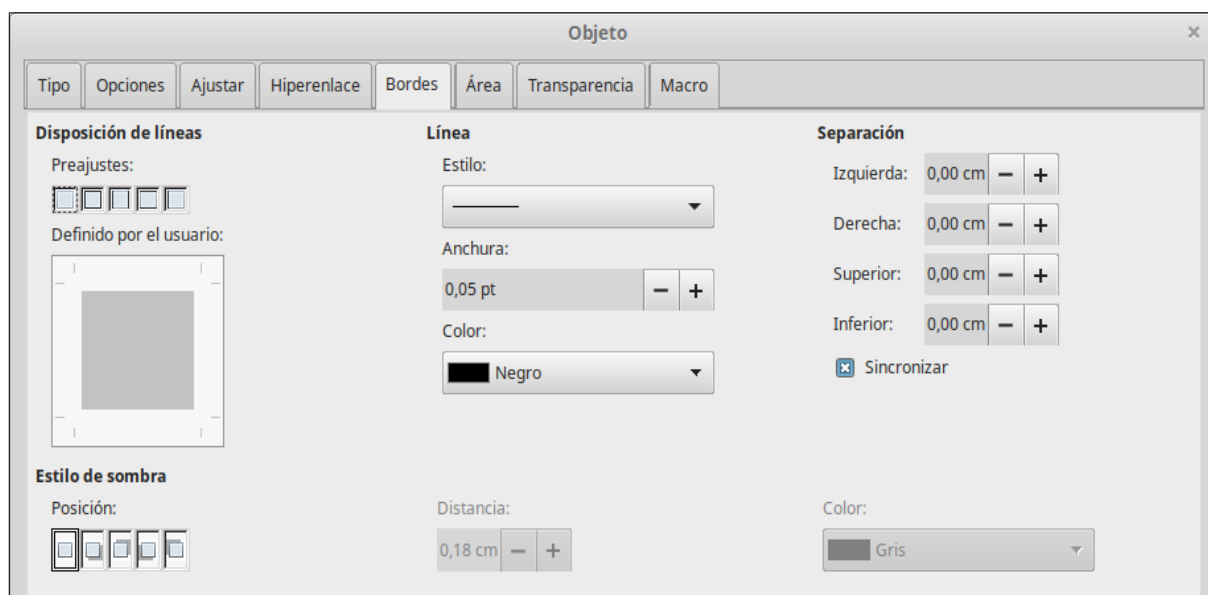 Objeto
Tipo Opciones Ajustar Hiperenlace Bordes Área Transparencia Macro
Disposición de líneas
Preajustes:
Definido por el usuario:
Línea
Estilo:
Anchura:
0,05 pt
Color:
Negro
Separación
Izquierda: 0,00 cm
Derecha: 0,00 cm
Superior: 0,00 cm
Inferior: 0,00 cm
Sincronizar
Estilo de sombra
Posición:
Distancia:
0,18 cm
Color:
Gris